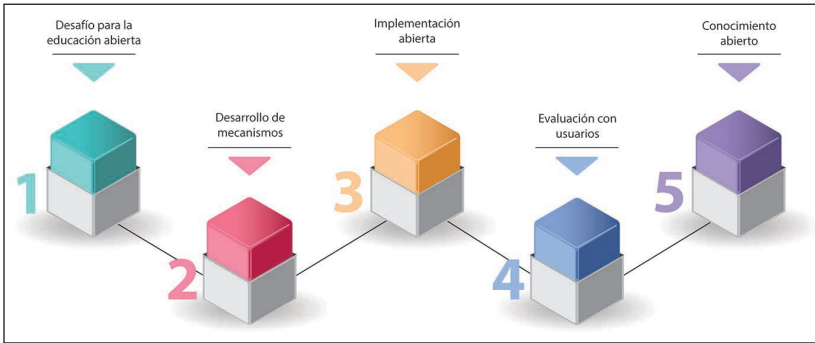 Desafío para la
educación abierta
1
Desarrollo de
mecanismos
2
Implementación
abierta
3
Evaluación con
usuarios
4
Conocimiento
abierto
5